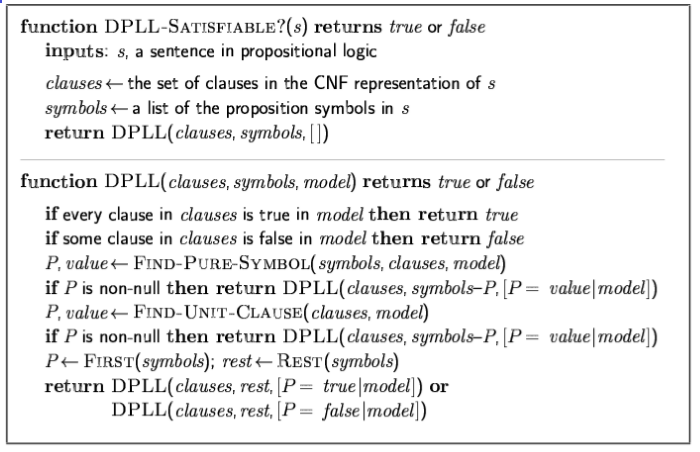 function DPLL-SATISFIABLE?(s) returns true or false
inputs: s, a sentence in propositional logic
clauses ← the set of clauses in the CNF representation of s
symbols ← a list of the proposition symbols in s
return DPLL(clauses, symbols, [ ])
function DPLL(clauses, symbols, model) returns true or false
if every clause in clauses is true in model then return true
if some clause in clauses is false in model then return false
P, value ← FIND-PURE-SYMBOL(symbols, clauses, model)
if P is non-null then return DPLL(clauses, symbols–P, [P = value|model])
P, value ← FIND-UNIT-CLAUSE(clauses, model)
if P is non-null then return DPLL(clauses, symbols–P, [P = value|model])
P ← FIRST(symbols); rest ← REST(symbols)
return DPLL(clauses, rest, [P = true|model]) or
DPLL(clauses, rest, [P = false|model])